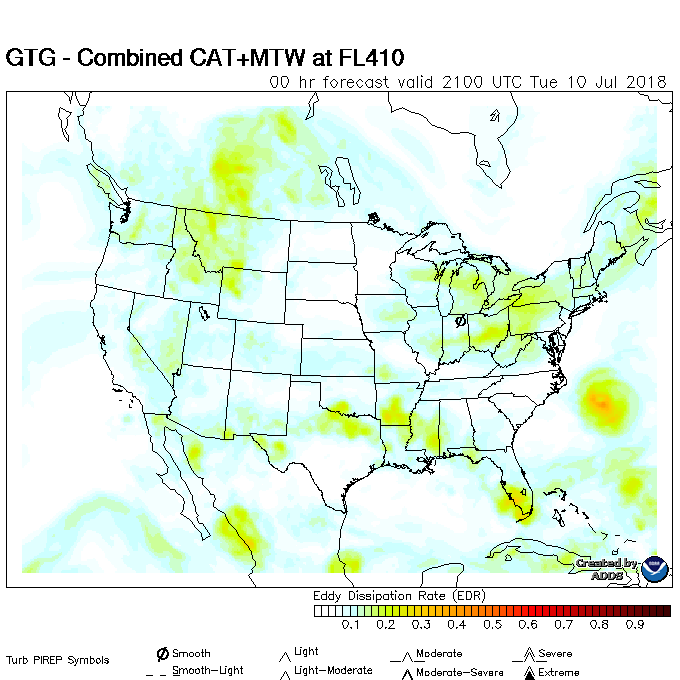 GTG - Combined CAT+MTW at FL410
00 hr forecast valid 2100 UTC Tue 10 Jul 2018
Created by
ADDS
Eddy Dissipation Rate (EDR)
0.1 0.2 0.3 0.4 0.5 0.6 0.7 0.8 0.9
Turb PIREP Symbols
Smooth Light Moderate Severe
Smooth-Light Light-Moderate Moderate-Severe Extreme